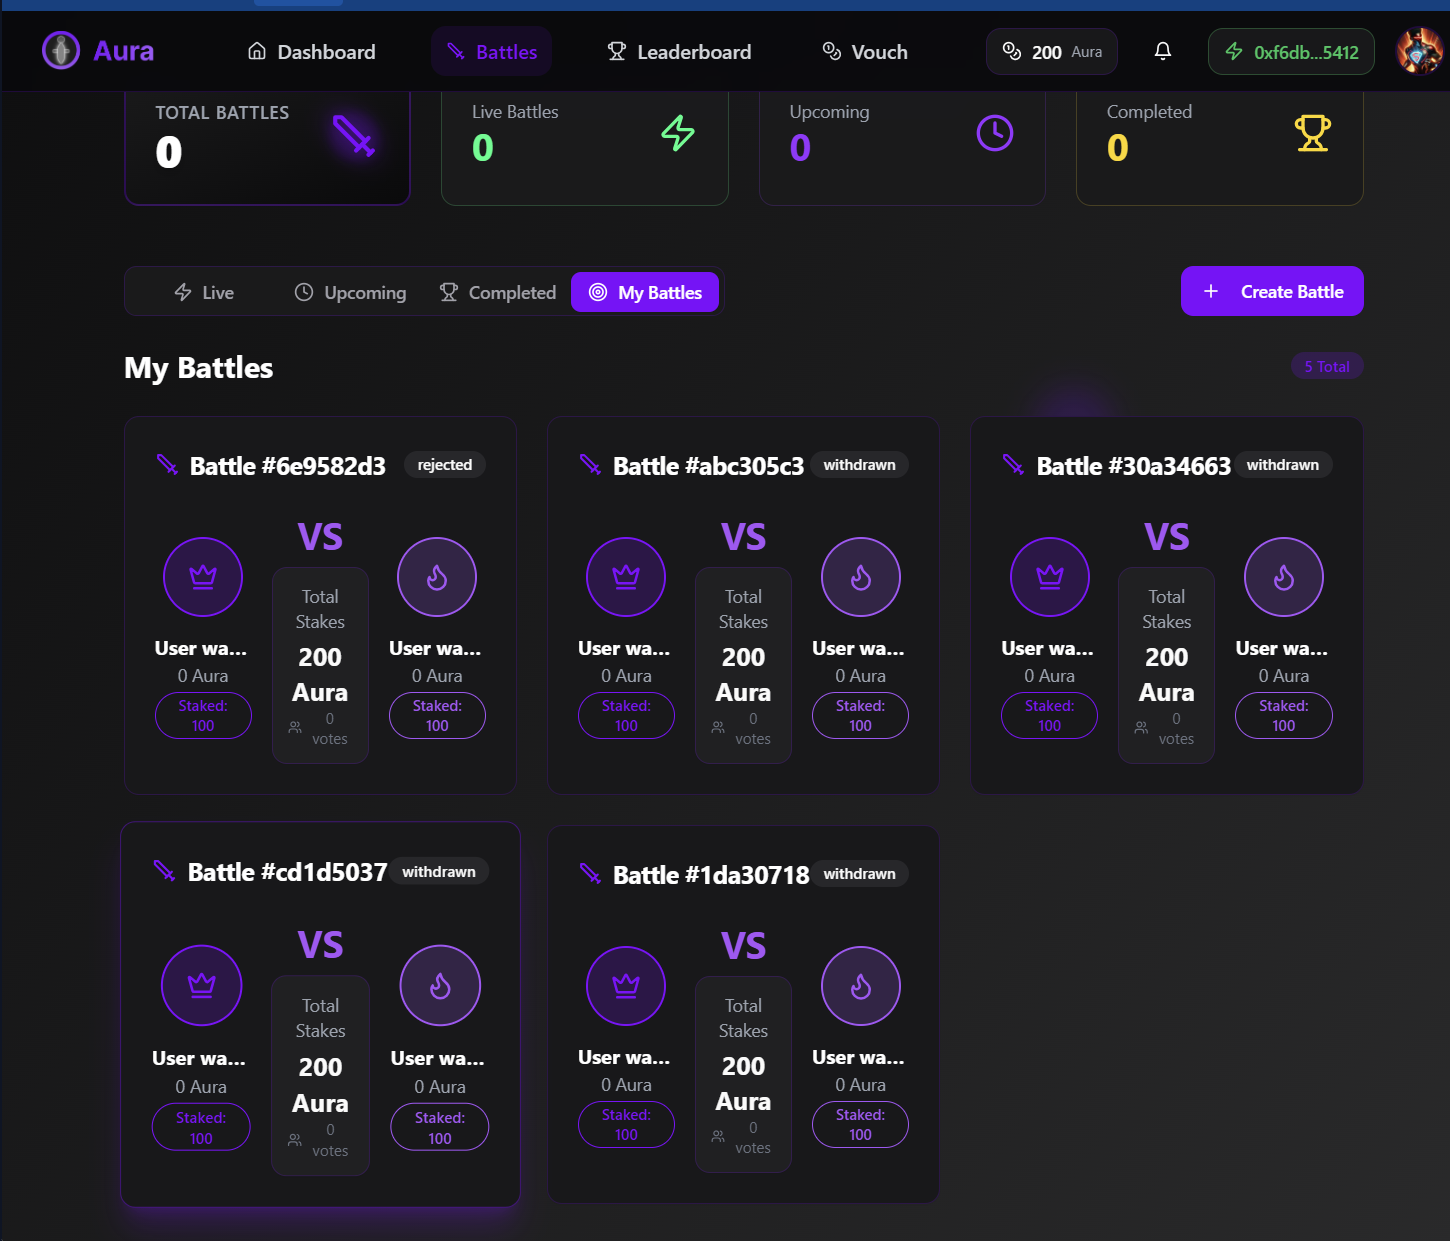 Aura
Dashboard
Battles
Leaderboard
Vouch
200 Aura
0xf6db...5412
TOTAL BATTLES
0
Live Battles
0
Upcoming
0
Completed
0
Live
Upcoming
Completed
My Battles
Create Battle
My Battles
5 Total
Battle #6e9582d3
rejected
VS
Total
Stakes
200
Aura
0
votes
User wa...
0 Aura
Staked:
100
User wa...
0 Aura
Staked:
100
Battle #abc305c3
withdrawn
VS
Total
Stakes
200
Aura
0
votes
User wa...
0 Aura
Staked:
100
User wa...
0 Aura
Staked:
100
Battle #30a34663
withdrawn
VS
Total
Stakes
200
Aura
0
votes
User wa...
0 Aura
Staked:
100
User wa...
0 Aura
Staked:
100
Battle #cd1d5037
withdrawn
VS
Total
Stakes
200
Aura
0
votes
User wa...
0 Aura
Staked:
100
User wa...
0 Aura
Staked:
100
Battle #1da30718
withdrawn
VS
Total
Stakes
200
Aura
0
votes
User wa...
0 Aura
Staked:
100
User wa...
0 Aura
Staked:
100